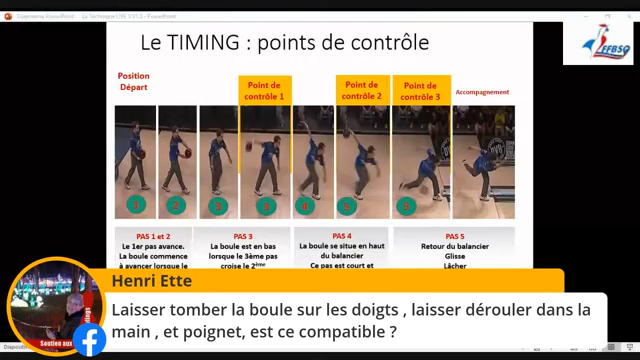 Le TIMING : points de contrôle
FFBSQ
Position
Départ
Point de
contrôle 1
Point de
contrôle 2
Point de
contrôle 3
Accompagnement
1
2
3
4
5
PAS 1 et 2
Le 1er pas avance.
La boule commence
à avancer lorsque le
PAS 3
La boule est en bas
lorsque le 3ème pas
croise le 2ème
PAS 4
La boule se situe en haut
du balancier
Ce pas est court et
PAS 5
Retour du balancier
Glisse
Lâcher
Henri Ette
Laisser tomber la boule sur les doigts , laisser dérouler dans la
main , et poignet, est ce compatible ?
Soutien aux